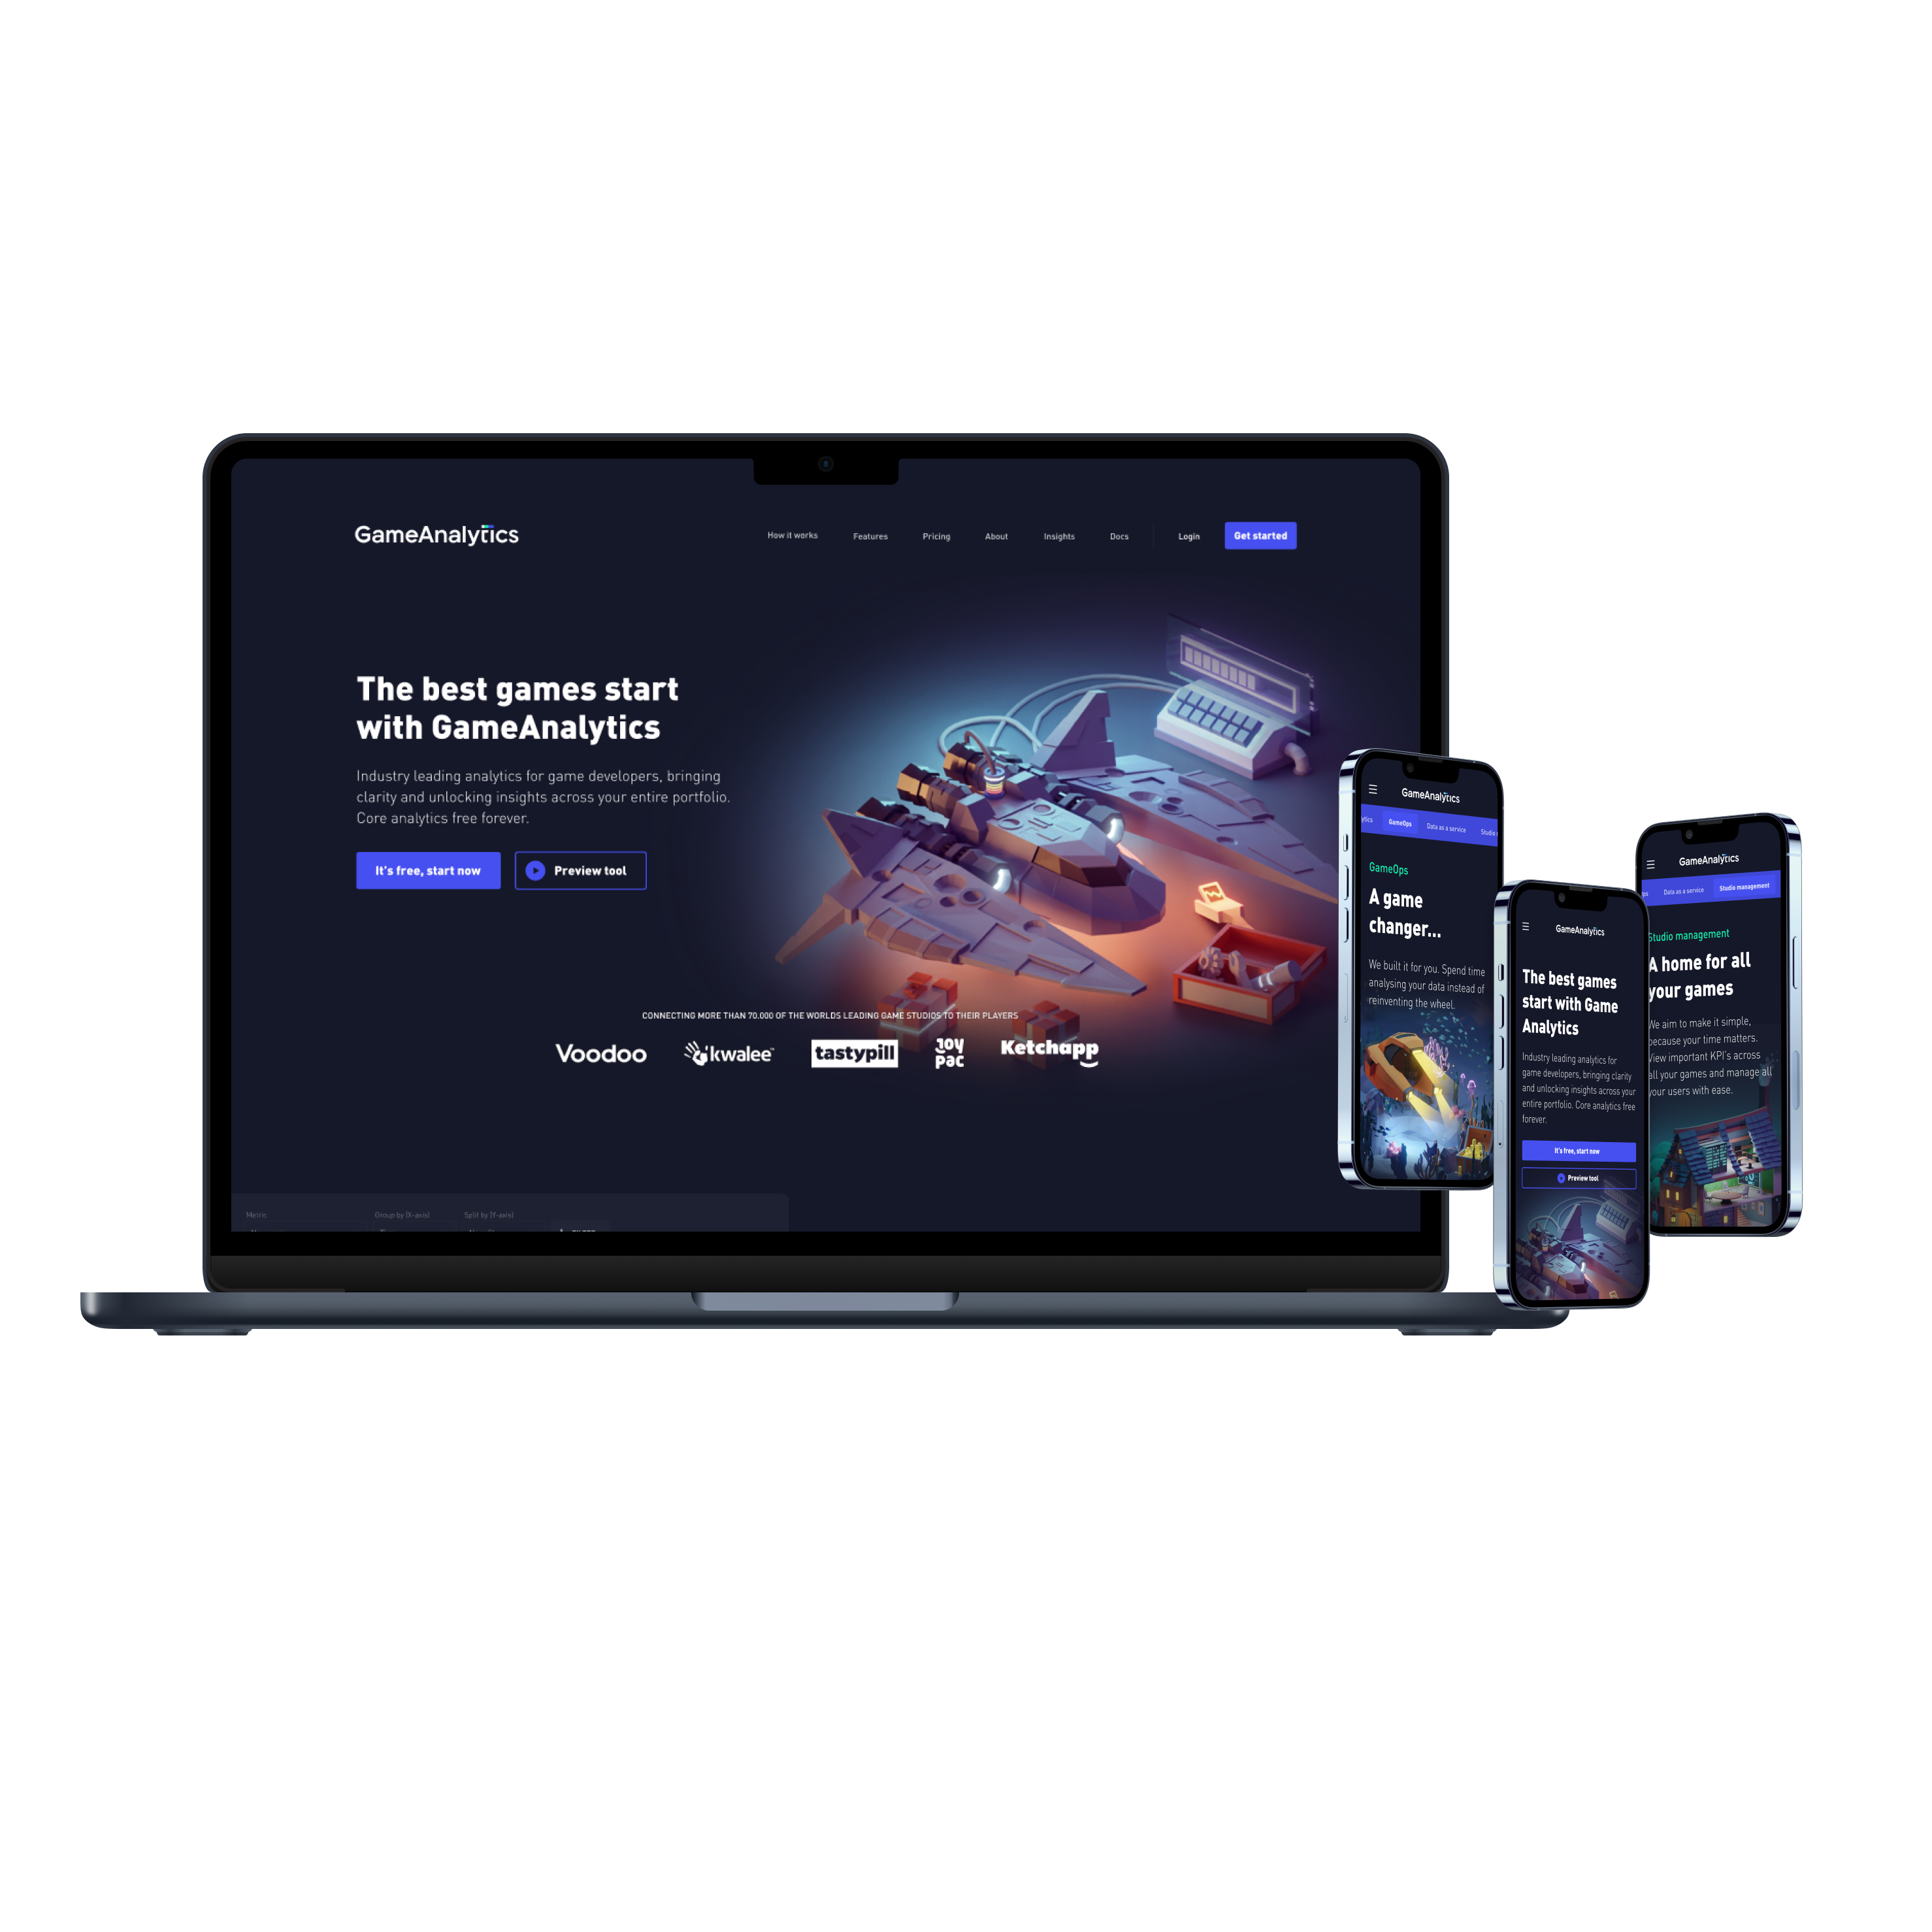 GameAnalytics
How it works
Features
Pricing
About
Insights
Docs
Login
Get started
The best games start
with GameAnalytics
Industry leading analytics for game developers, bringing
clarity and unlocking insights across your entire portfolio.
Core analytics free forever.
It's free, start now
Preview tool
CONNECTING MORE THAN 70.000 OF THE WORLDS LEADING GAME STUDIOS TO THEIR PLAYERS
Voodoo
kwalee™
tastypill
JOY
PAC
Ketchapp
Metric
Group by (X-axis)
Split by (Y-axis)
GameAnalytics
ytics
GameOps
Data as a service
Studio
GameOps
A game
changer...
We built it for you. Spend time
analysing your data instead of
reinventing the wheel.
GameAnalytics
The best games
start with Game
Analytics
Industry leading analytics for
game developers, bringing clarity
and unlocking insights across your
entire portfolio. Core analytics free
forever.
It's free, start now
Preview tool
GameAnalytics
ps
Data as a service
Studio management
Studio management
A home for all
your games
We aim to make it simple,
because your time matters.
View important KPI's across
all your games and manage all
your users with ease.